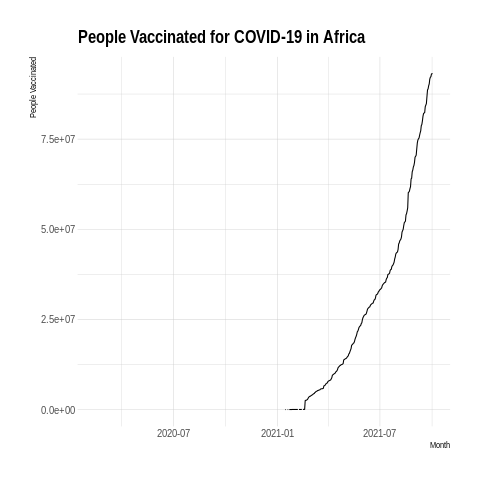 People Vaccinated for COVID-19 in Africa
People Vaccinated
7.5e+07
5.0e+07
2.5e+07
0.0e+00
2020-07 2021-01 2021-07
Month